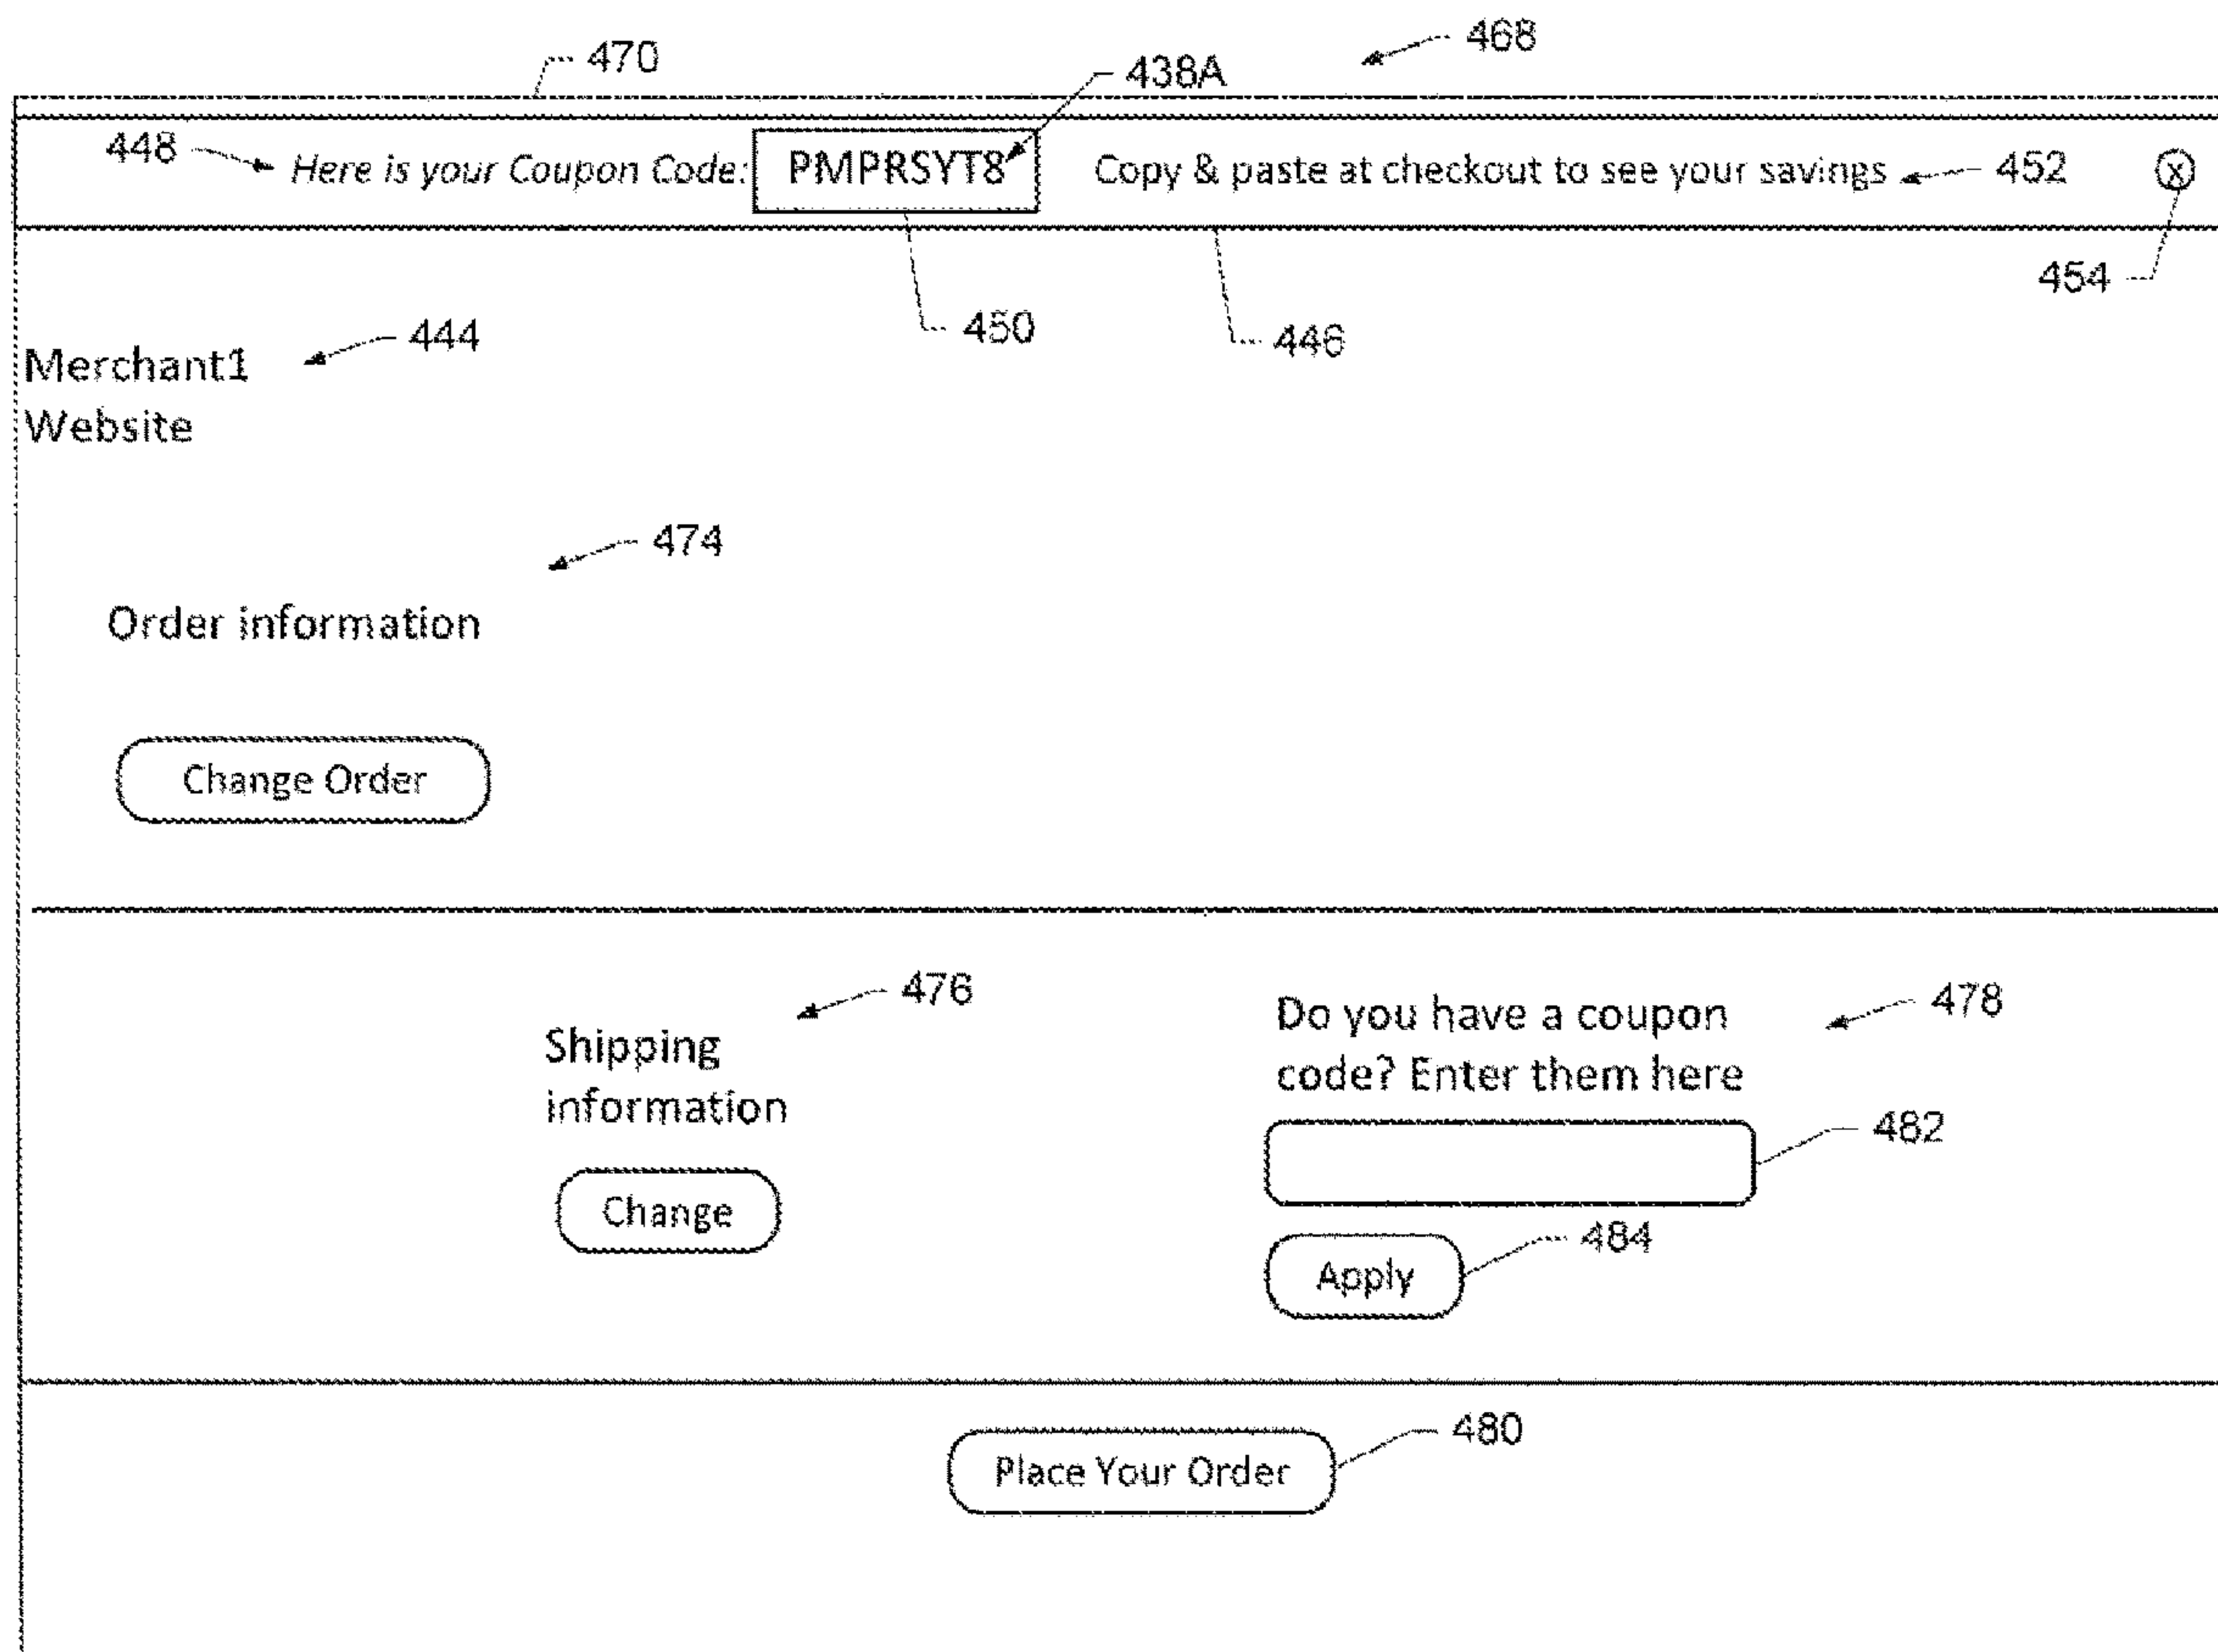 468
470
438A
448 Here is your Coupon Code: PMPRSYT8 Copy & paste at checkout to see your savings 452 X
454
450
446
444
Merchant1
Website
474
Order information
Change Order
476
478
Shipping
information
Do you have a coupon
code? Enter them here
482
Change
484
Apply
480
Place Your Order